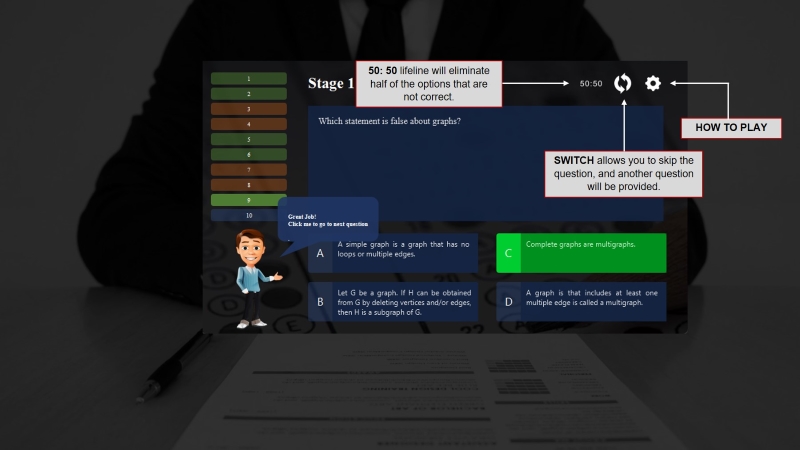 1
2
3
4
5
6
7
8
9
10
Stage 1
50: 50 lifeline will eliminate
half of the options that are
not correct.
50:50
HOW TO PLAY
SWITCH allows you to skip the
question, and another question
will be provided.
Which statement is false about graphs?
Great Job!
Click me to go to next question
A
A simple graph is a graph that has no
loops or multiple edges.
C
Complete graphs are multigraphs.
B
Let G be a graph. If H can be obtained
from G by deleting vertices and/or edges,
then H is a subgraph of G.
D
A graph is that includes at least one
multiple edge is called a multigraph.